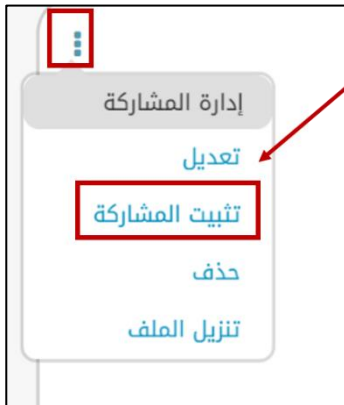 إدارة المشاركة
تعديل
تثبيت المشاركة
حذف
تنزيل الملف